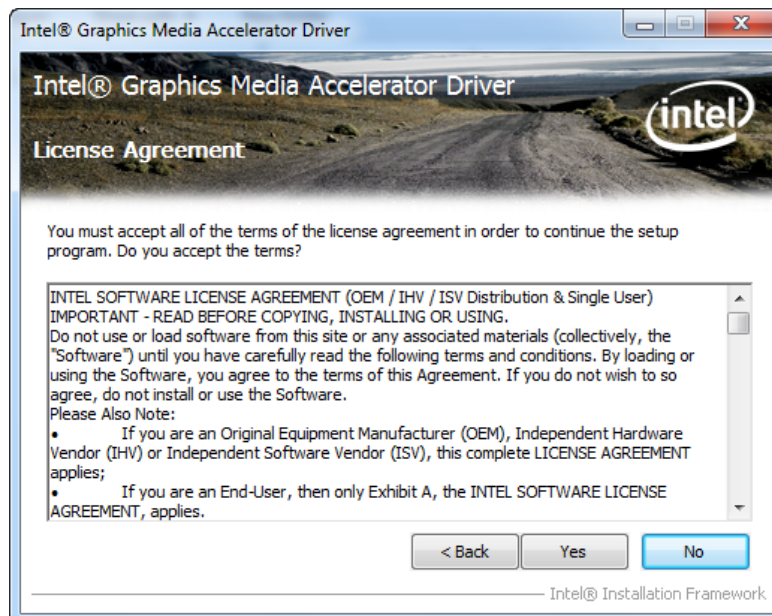 Intel® Graphics Media Accelerator Driver
Intel® Graphics Media Accelerator Driver
intel
License Agreement
You must accept all of the terms of the license agreement in order to continue the setup
program. Do you accept the terms?
INTEL SOFTWARE LICENSE AGREEMENT (OEM / IHV / ISV Distribution & Single User)
IMPORTANT - READ BEFORE COPYING, INSTALLING OR USING.
Do not use or load software from this site or any associated materials (collectively, the
"Software") until you have carefully read the following terms and conditions. By loading or
using the Software, you agree to the terms of this Agreement. If you do not wish to so
agree, do not install or use the Software.
Please Also Note:
• If you are an Original Equipment Manufacturer (OEM), Independent Hardware
Vendor (IHV) or Independent Software Vendor (ISV), this complete LICENSE AGREEMENT
applies;
• If you are an End-User, then only Exhibit A, the INTEL SOFTWARE LICENSE
AGREEMENT, applies.
< Back Yes No
Intel® Installation Framework